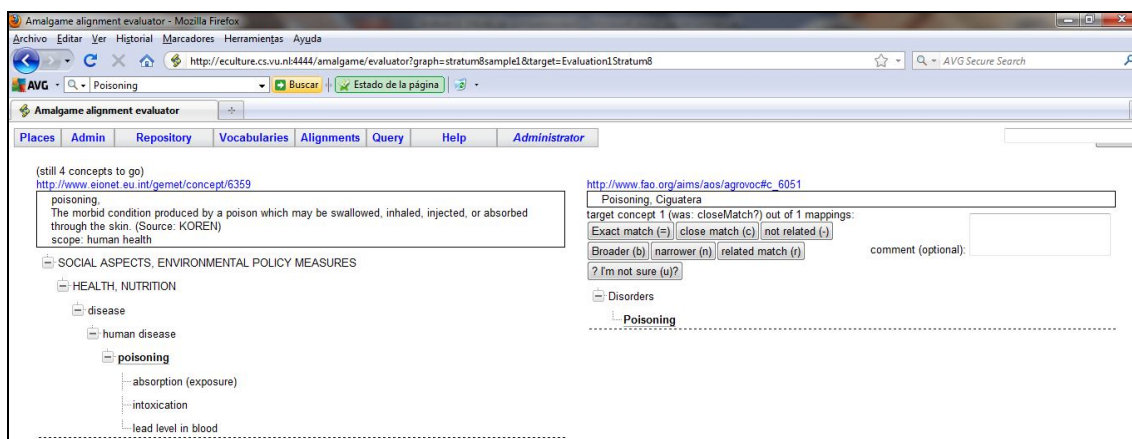 Amalgame alignment evaluator - Mozilla Firefox
Archivo Editar Ver Historial Marcadores Herramientas Ayuda
http://eculture.cs.vu.nl:4444/amalgame/evaluator?graph=stratum8sample1&target=Evaluation1Stratum8
AVG Secure Search
AVG Poisoning Buscar Estado de la página
Amalgame alignment evaluator
Places Admin Repository Vocabularies Alignments Query Help Administrator
(still 4 concepts to go)
http://www.eionet.eu.int/gemet/concept/6359
poisoning,
The morbid condition produced by a poison which may be swallowed, inhaled, injected, or absorbed
through the skin. (Source: KOREN)
scope: human health
SOCIAL ASPECTS, ENVIRONMENTAL POLICY MEASURES
HEALTH, NUTRITION
disease
human disease
poisoning
absorption (exposure)
intoxication
lead level in blood
http://www.fao.org/aims/aos/agrovoc#c_6051
Poisoning, Ciguatera
target concept 1 (was: closeMatch?) out of 1 mappings:
Exact match (=) close match (c) not related (-)
Broader (b) narrower (n) related match (r)
comment (optional):
? I'm not sure (u)?
Disorders
Poisoning